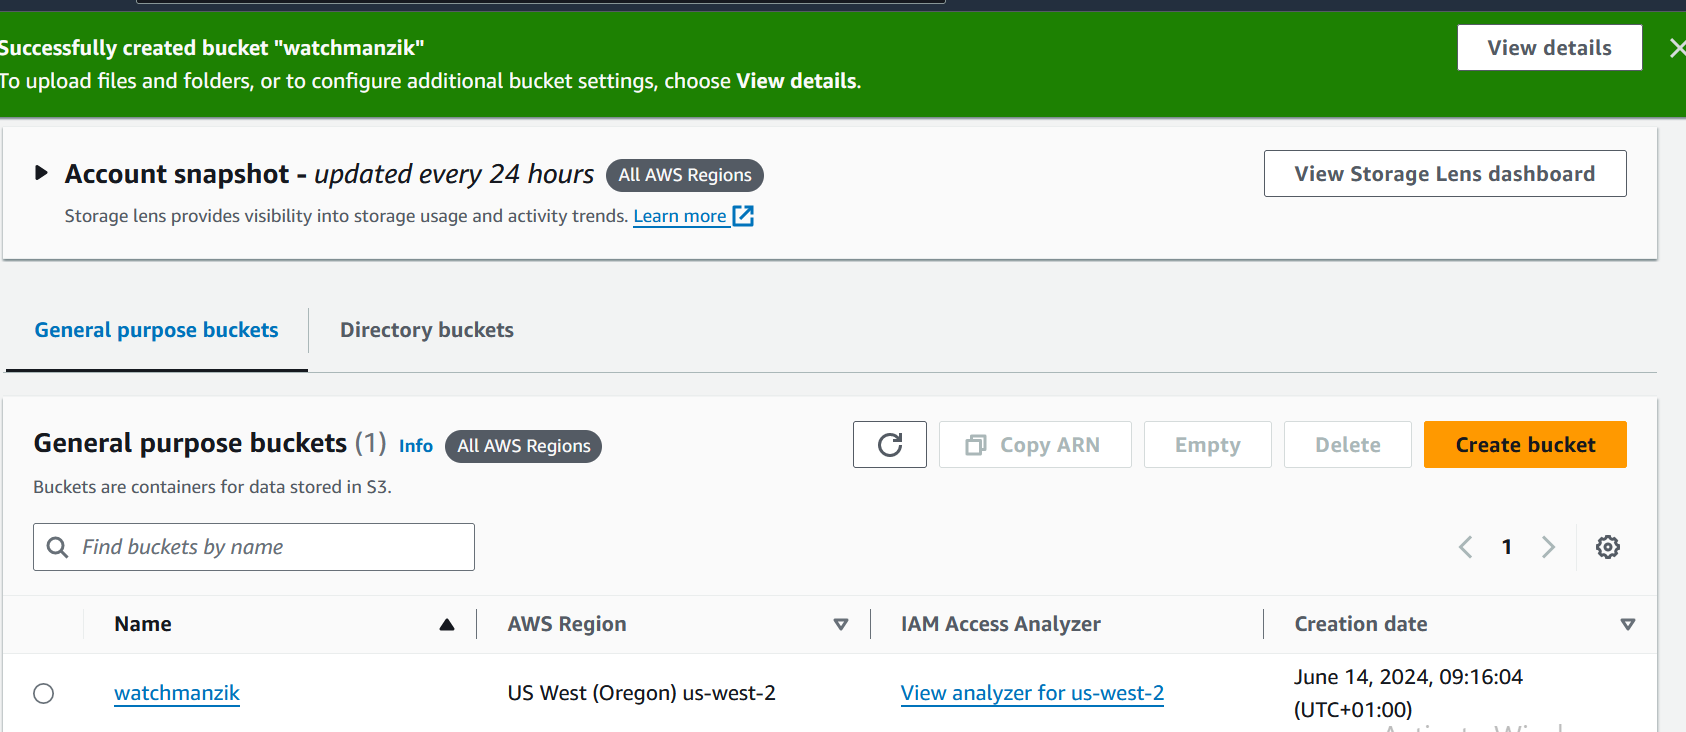 Successfully created bucket "watchmanzik"
To upload files and folders, or to configure additional bucket settings, choose View details.
View details
Account snapshot - updated every 24 hours All AWS Regions
View Storage Lens dashboard
Storage lens provides visibility into storage usage and activity trends. Learn more
General purpose buckets Directory buckets
General purpose buckets (1) Info All AWS Regions
Copy ARN Empty Delete Create bucket
Buckets are containers for data stored in S3.
Find buckets by name
1
Name AWS Region IAM Access Analyzer Creation date
watchmanzik US West (Oregon) us-west-2 View analyzer for us-west-2 June 14, 2024, 09:16:04
(UTC+01:00)